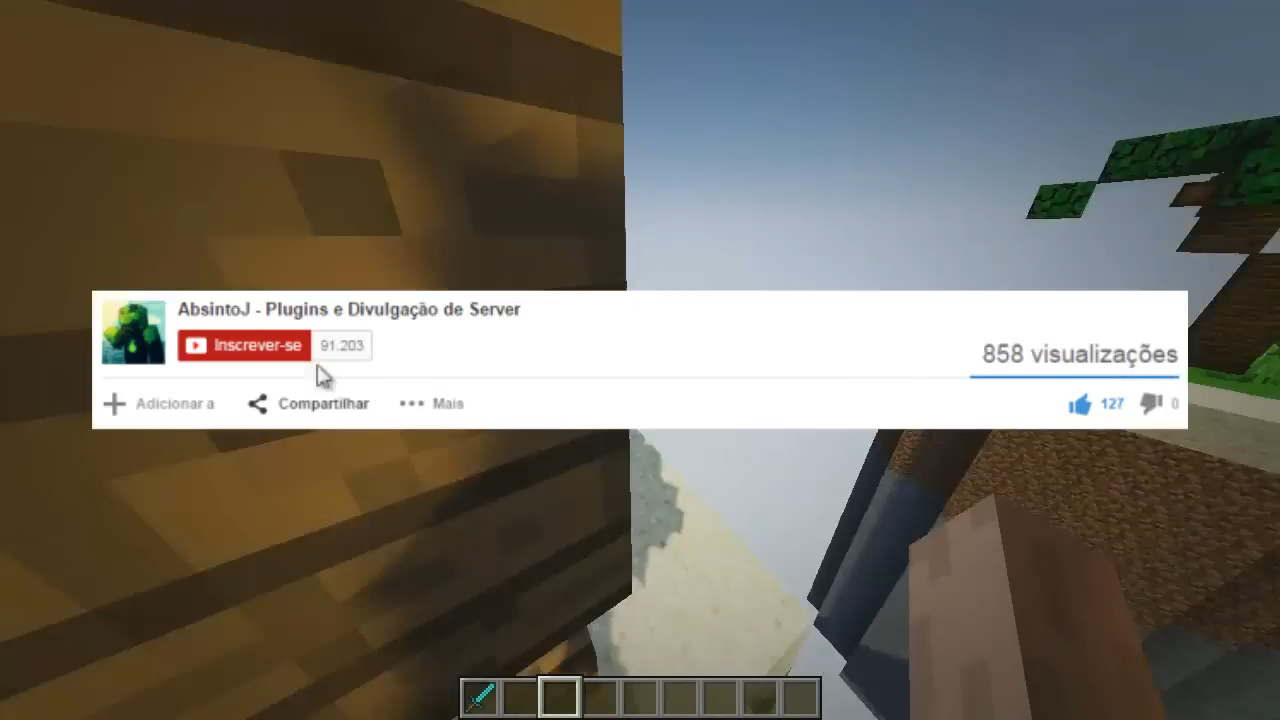 AbsintoJ - Plugins e Divulgação de Server
Inscrever-se 91.203
858 visualizações
Adicionar a Compartilhar Mais
127 0